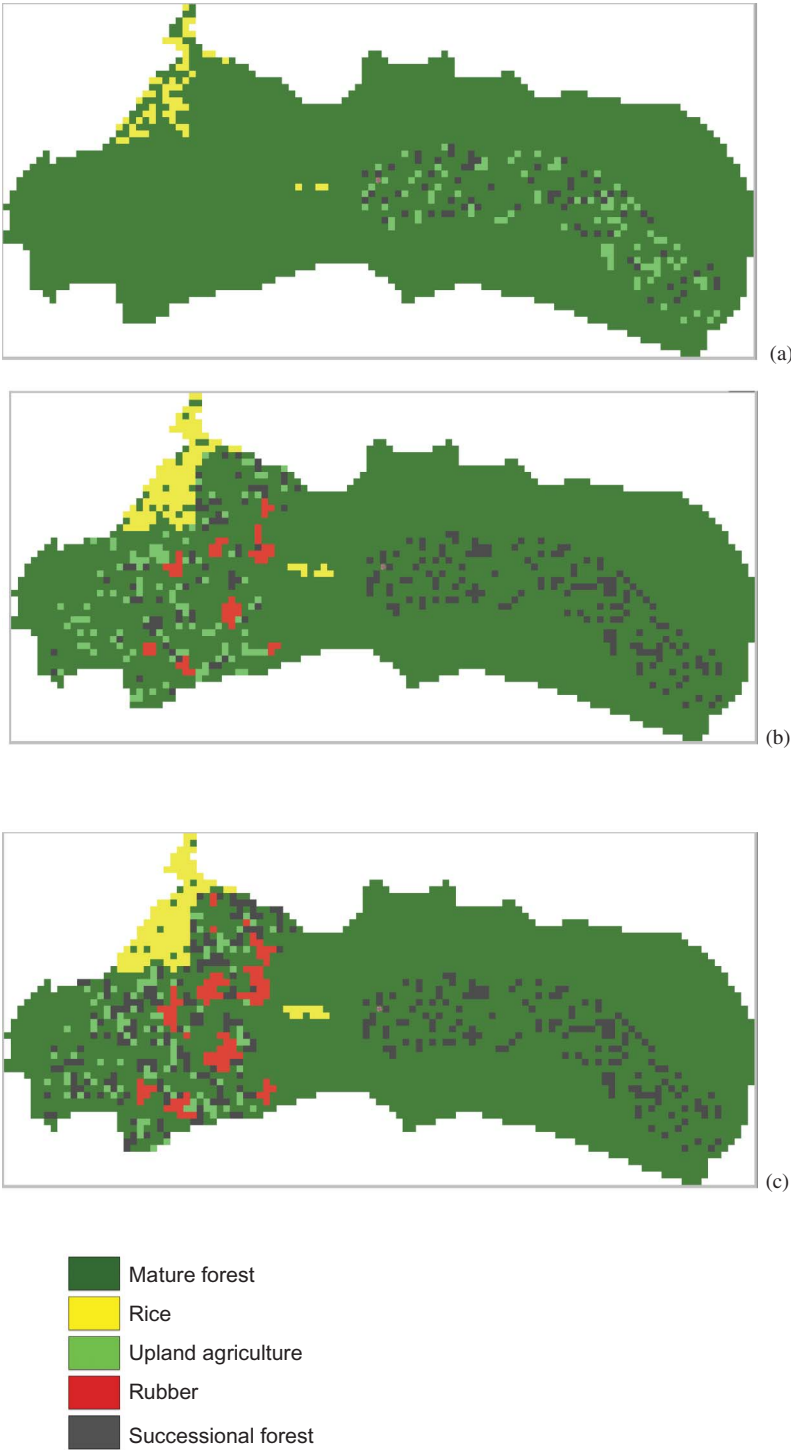 (a)
(b)
(c)
Mature forest
Rice
Upland agriculture
Rubber
Successional forest